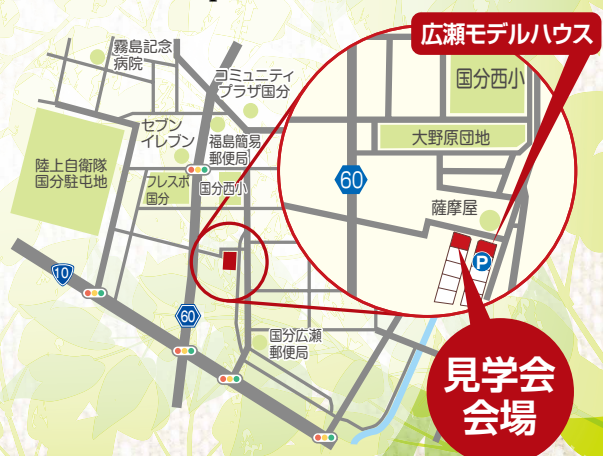 広瀬モデルハウス
霧島記念
病院
コミュニティ
プラザ国分
国分西小
セブン
イレブン
福島簡易
郵便局
大野原団地
陸上自衛隊
国分駐屯地
フレスポ
国分
国分西小
60
薩摩屋
P
10
60
国分広瀬
郵便局
見学会
会場